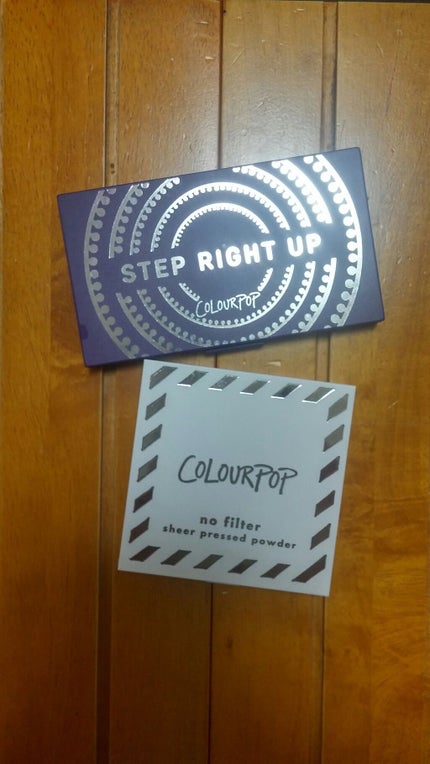 STEP RIGHT UP
COLOURPOP
COLOURPOP
no filter
sheer pressed powder